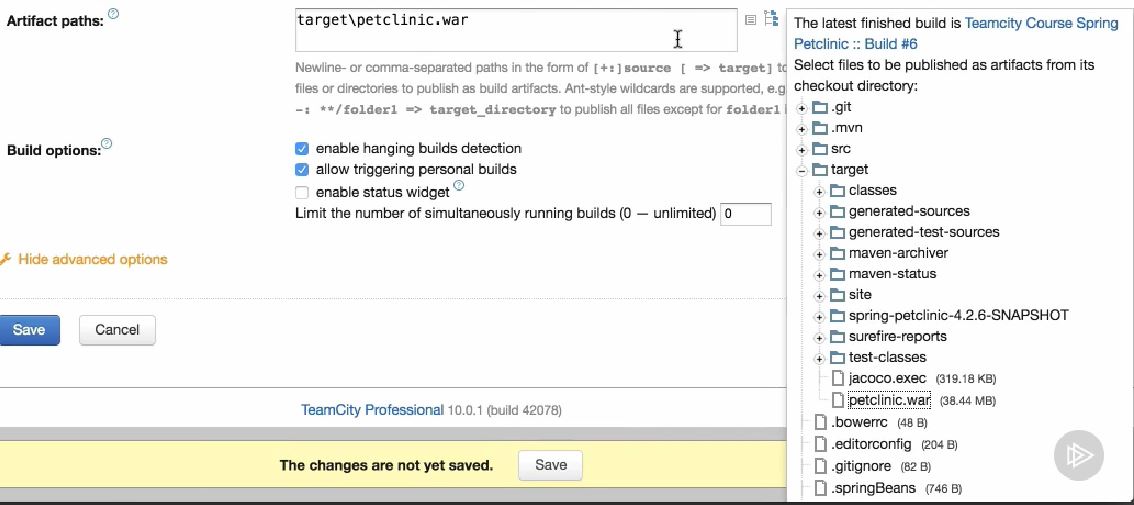 Artifact paths:
target\petclinic.war
Newline- or comma-separated paths in the form of [+:]source [ => target] to
files or directories to publish as build artifacts. Ant-style wildcards are supported, e.g
-: **/folder1 => target_directory to publish all files except for folder1
Build options:
enable hanging builds detection
allow triggering personal builds
enable status widget
Limit the number of simultaneously running builds (0 — unlimited) 0
Hide advanced options
Save Cancel
TeamCity Professional 10.0.1 (build 42078)
The changes are not yet saved. Save
The latest finished build is Teamcity Course Spring
Petclinic :: Build #6
Select files to be published as artifacts from its
checkout directory:
.git
.mvn
src
target
classes
generated-sources
generated-test-sources
maven-archiver
maven-status
site
spring-petclinic-4.2.6-SNAPSHOT
surefire-reports
test-classes
jacoco.exec (319.18 KB)
petclinic.war (38.44 MB)
.bowerrc (48 B)
.editorconfig (204 B)
.gitignore (82 B)
.springBeans (746 B)